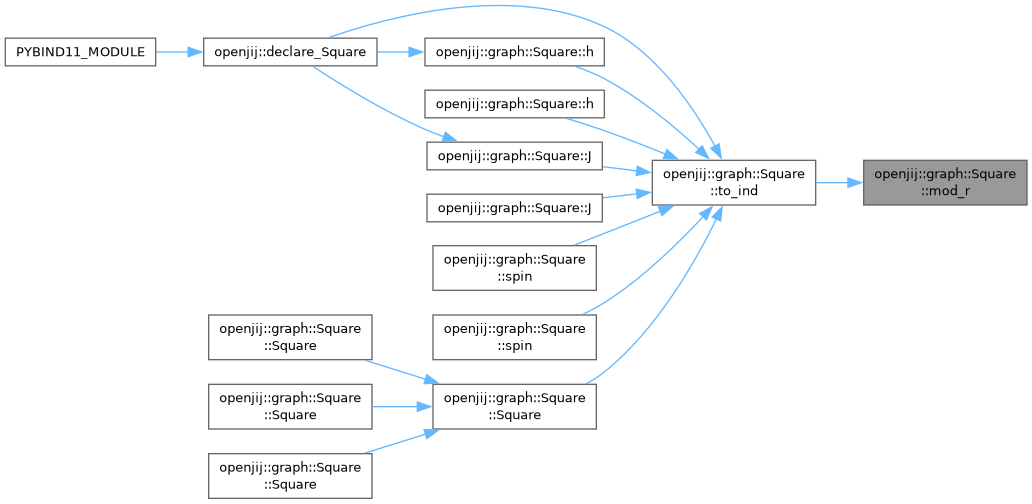 PYBIND11_MODULE
openjij::declare_Square
openjij::graph::Square::h
openjij::graph::Square::h
openjij::graph::Square::J
openjij::graph::Square::J
openjij::graph::Square
::spin
openjij::graph::Square
::spin
openjij::graph::Square
::Square
openjij::graph::Square
::Square
openjij::graph::Square
::Square
openjij::graph::Square
::Square
openjij::graph::Square
::to_ind
openjij::graph::Square
::mod_r